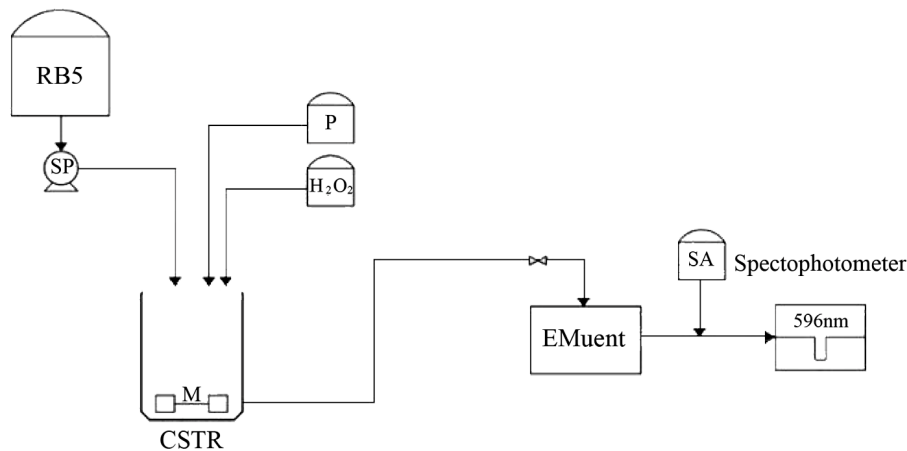 RB5
SP
P
H₂O₂
M
CSTR
EMuent
SA
Spectophotometer
596nm